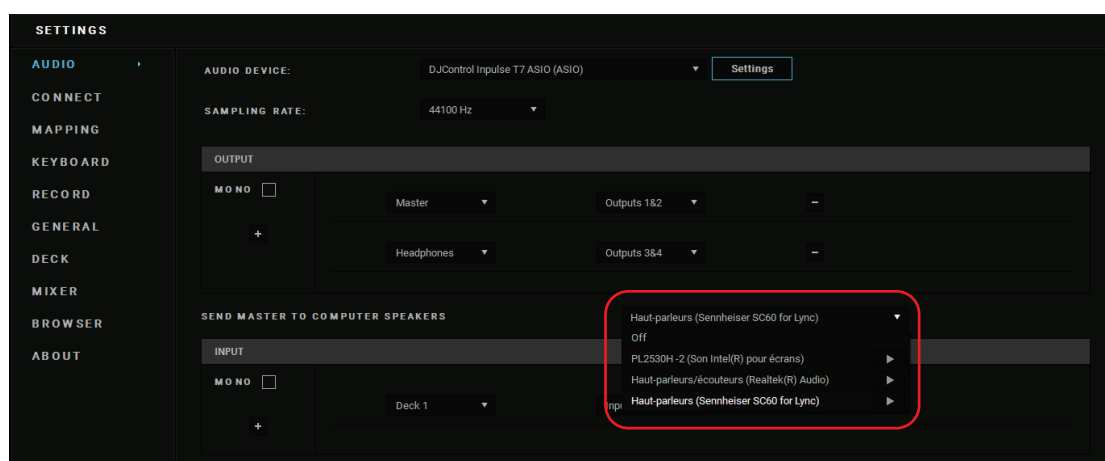 SETTINGS
AUDIO
CONNECT
MAPPING
KEYBOARD
RECORD
GENERAL
DECK
MIXER
BROWSER
ABOUT
AUDIO DEVICE: DJControl Inpulse T7 ASIO (ASIO) Settings
SAMPLING RATE: 44100 Hz
OUTPUT
MONO
Master Outputs 1&2 −
+
Headphones Outputs 3&4 −
SEND MASTER TO COMPUTER SPEAKERS Haut-parleurs (Sennheiser SC60 for Lync)
Off
PL2530H -2 (Son Intel(R) pour écrans)
Haut-parleurs/écouteurs (Realtek(R) Audio)
Haut-parleurs (Sennheiser SC60 for Lync)
INPUT
MONO
Deck 1
+